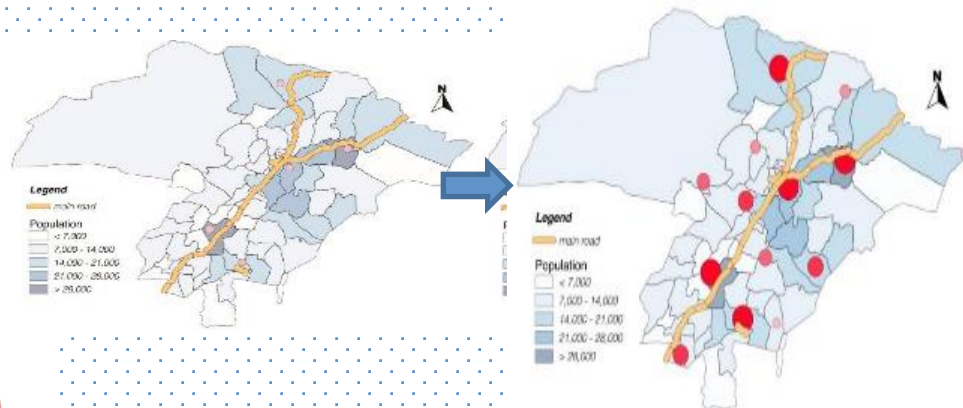 N
Legend
main road
Population
< 7,000
7,000 - 14,000
14,000 - 21,000
21,000 - 28,000
> 28,000
N
Legend
main road
Population
< 7,000
7,000 - 14,000
14,000 - 21,000
21,000 - 28,000
> 28,000